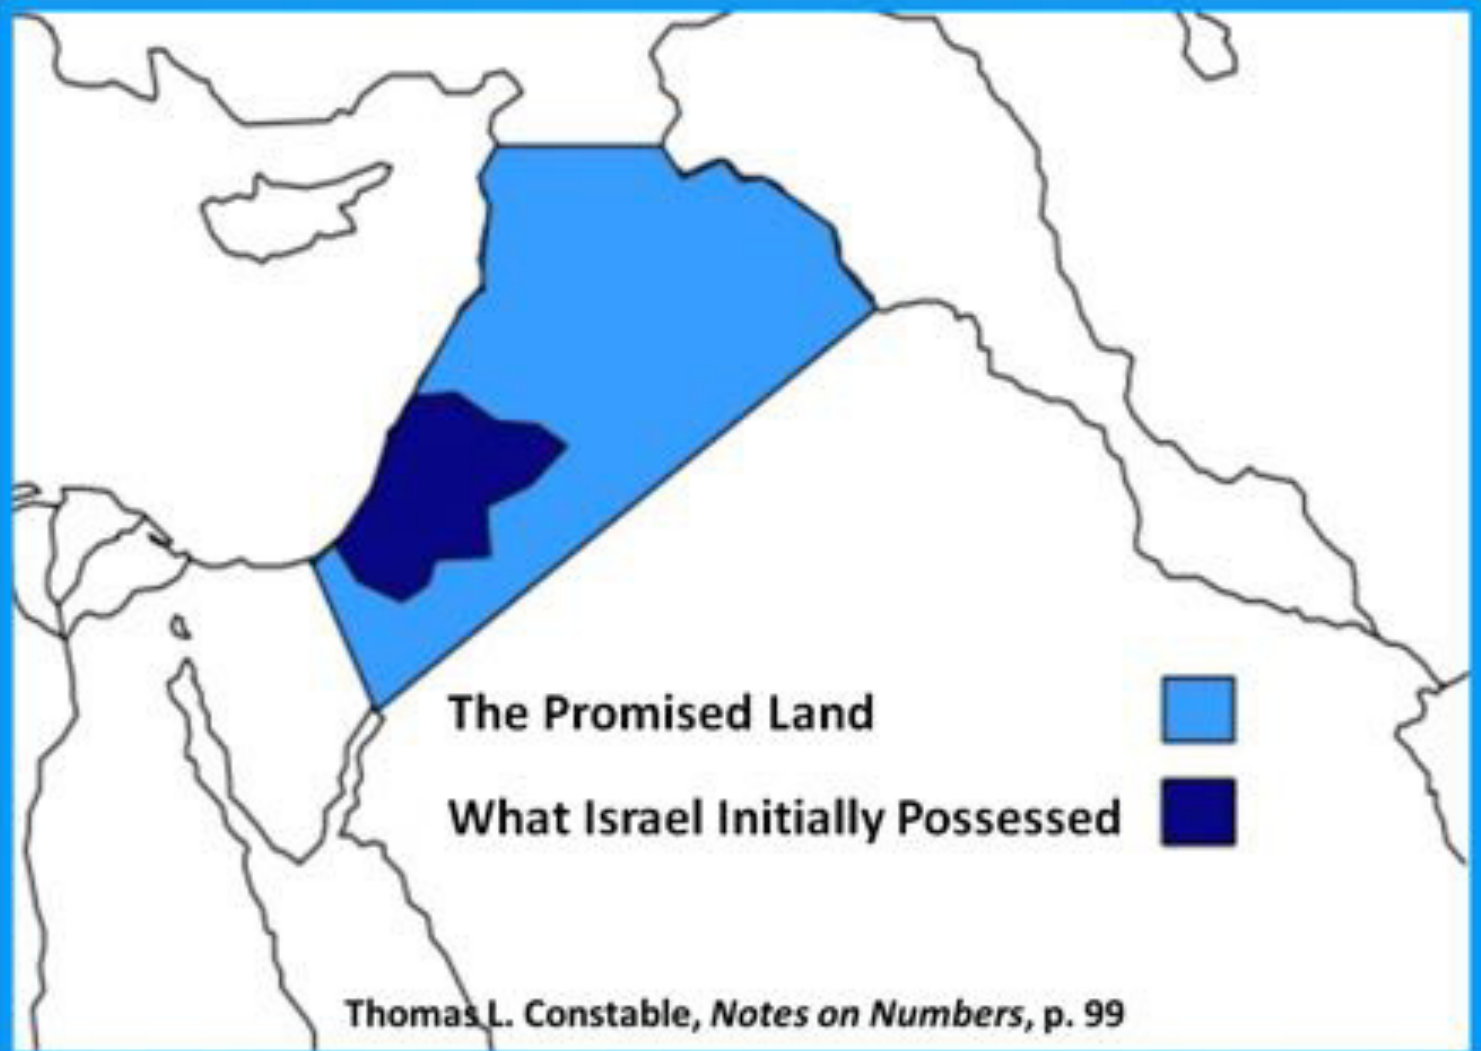 The Promised Land
What Israel Initially Possessed
Thomas L. Constable, Notes on Numbers, p. 99